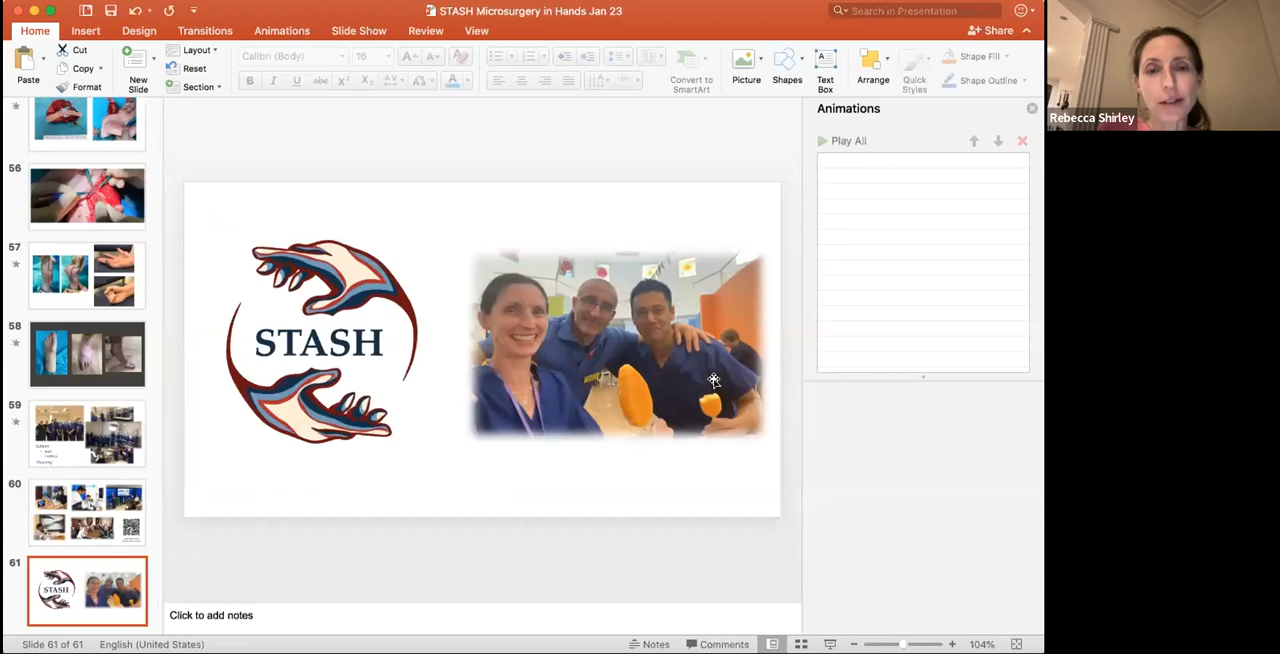 STASH Microsurgery in Hands Jan 23
Search in Presentation
Home Insert Design Transitions Animations Slide Show Review View Share
Paste Cut Copy Format
New Slide Layout Reset Section
Calibri (Body) 16
Convert to SmartArt
Picture Shapes Text Box Arrange Quick Styles Shape Fill Shape Outline
Rebecca Shirley
Animations
Play All
56
57
58
59
60
61
STASH
STASH
Click to add notes
Slide 61 of 61 English (United States) Notes Comments 104%